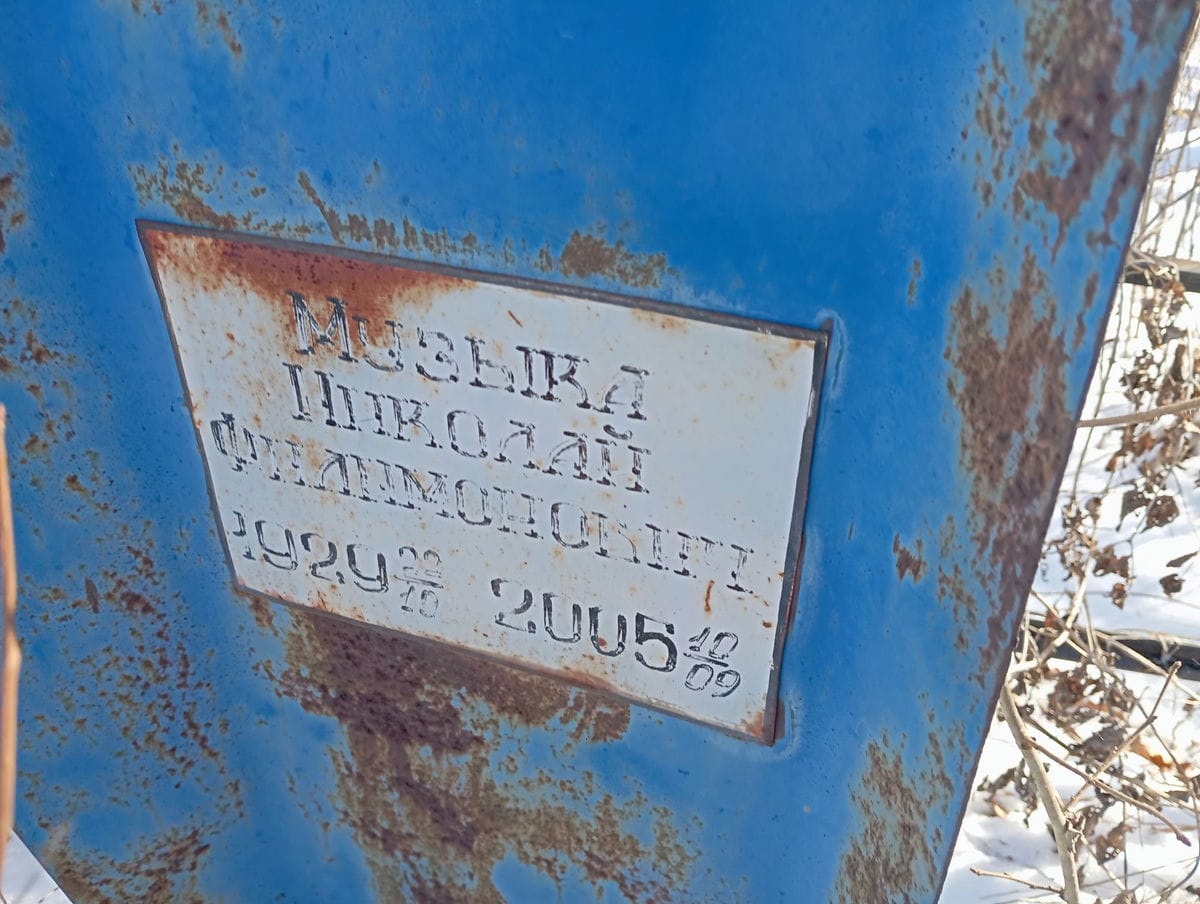 Музыка
Николай
Филимонович
1929 22/10 2005 10/09